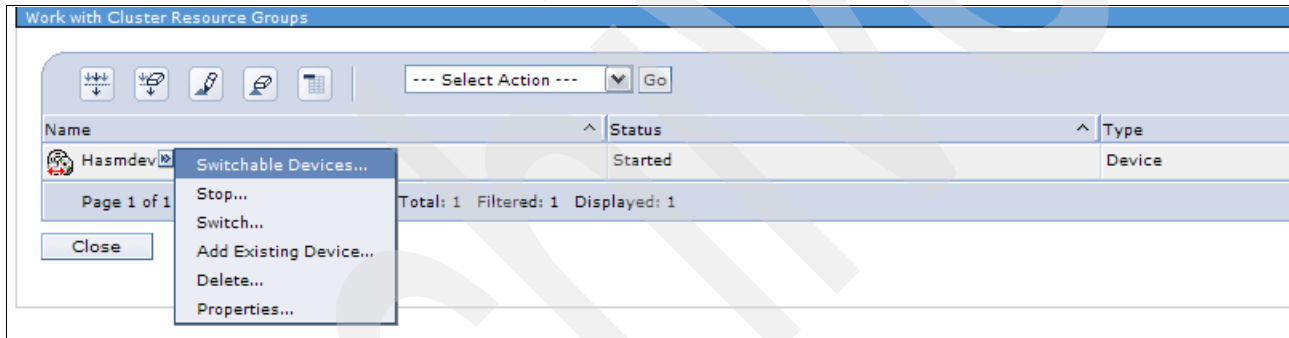 Work with Cluster Resource Groups
--- Select Action --- Go
Name Status Type
Hasmdev Started Device
Switchable Devices...
Page 1 of 1 Total: 1 Filtered: 1 Displayed: 1
Stop...
Switch...
Close
Add Existing Device...
Delete...
Properties...